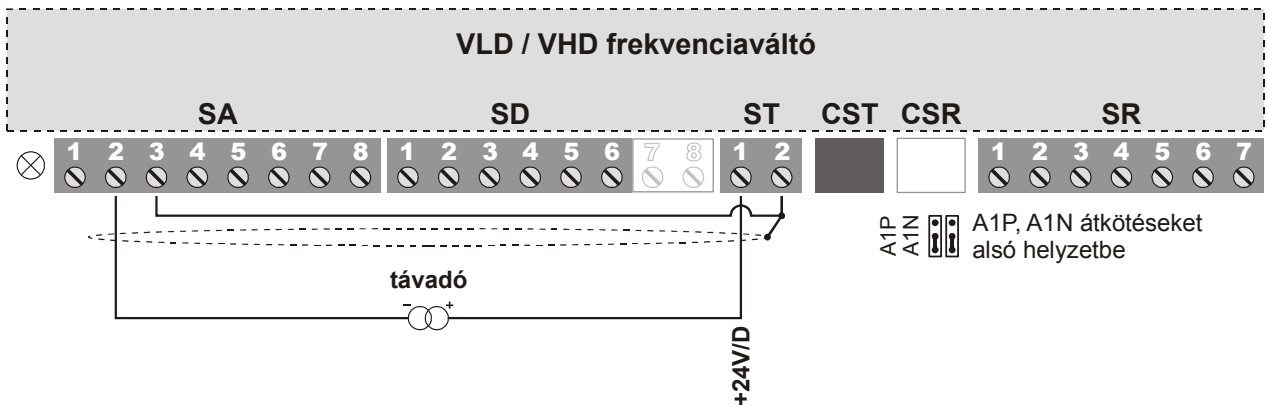 VLD / VHD frekvenciaváltó
SA SD ST CST CSR SR
1 2 3 4 5 6 7 8 1 2 3 4 5 6 7 8 1 2 1 2 3 4 5 6 7
A1P
A1N
A1P, A1N átkötéseket
alsó helyzetbe
távadó
- +
+24V/D